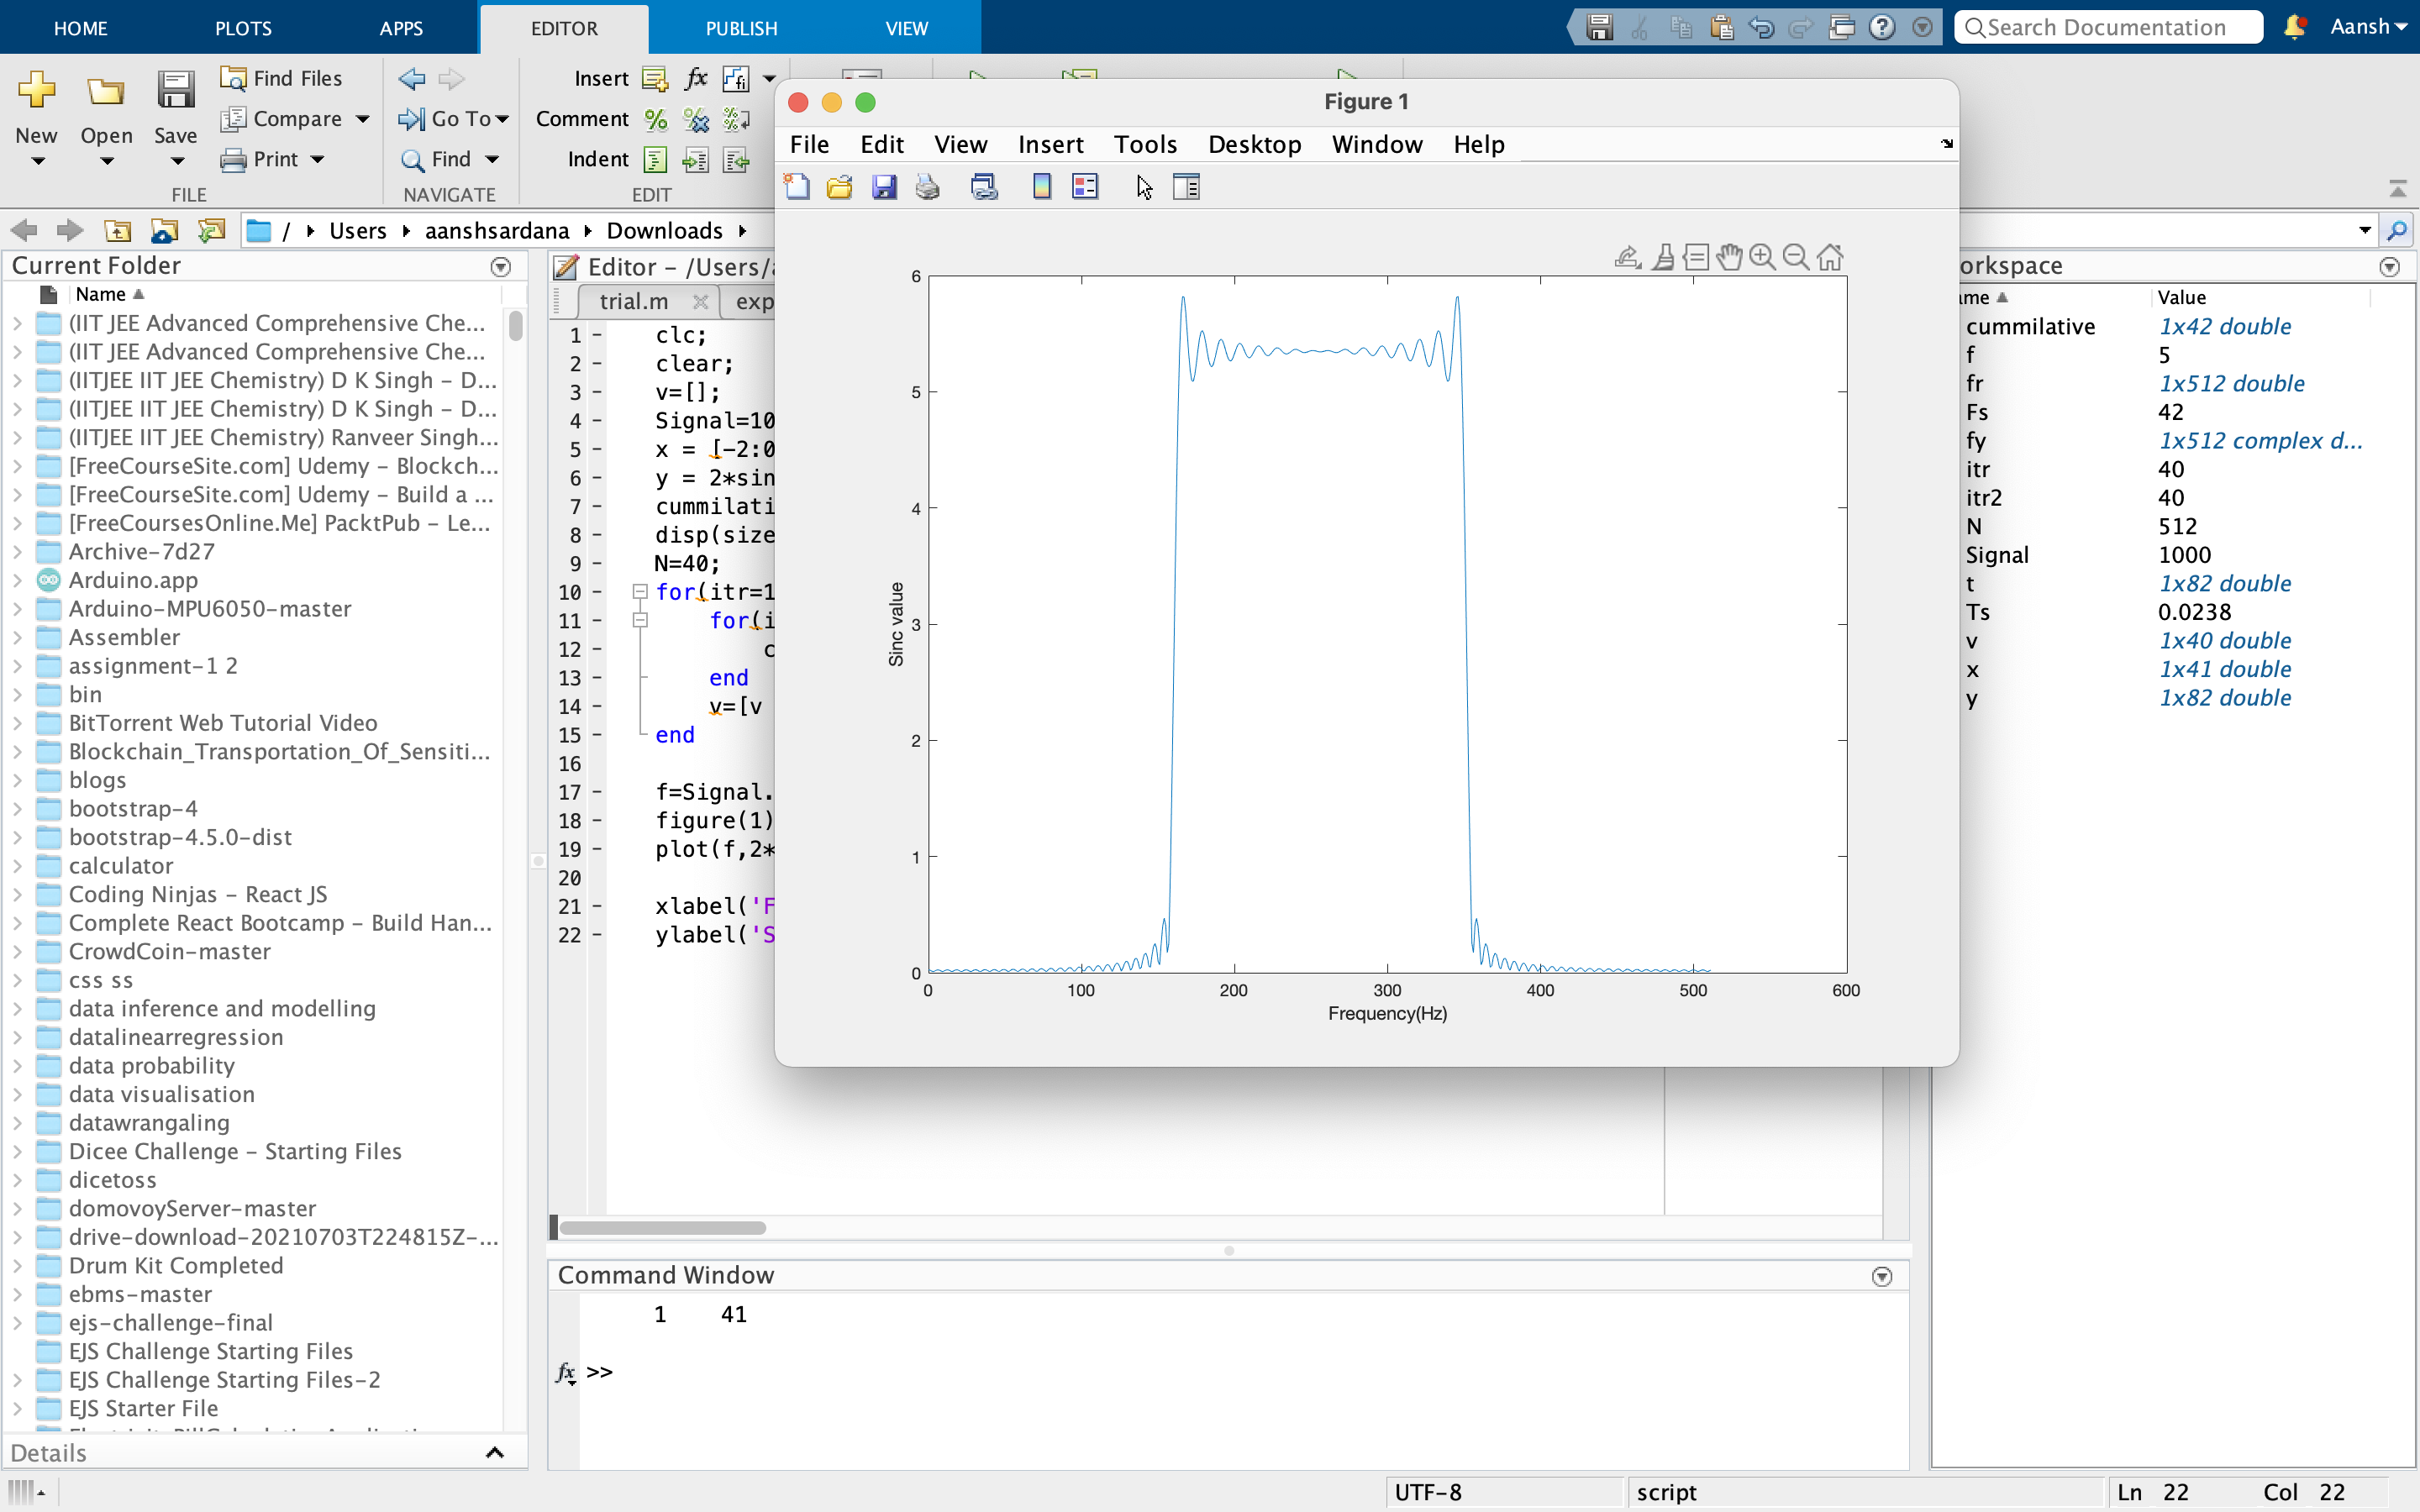 HOME PLOTS APPS EDITOR PUBLISH VIEW Search Documentation Aansh
New Open Save Find Files Compare Print FILE
Go To Find NAVIGATE
Insert fx
Comment
Indent
EDIT
/ Users aanshsardana Downloads
Current Folder
Name
(IIT JEE Advanced Comprehensive Che...
(IIT JEE Advanced Comprehensive Che...
(IITJEE IIT JEE Chemistry) D K Singh – D...
(IITJEE IIT JEE Chemistry) D K Singh – D...
(IITJEE IIT JEE Chemistry) Ranveer Singh...
[FreeCourseSite.com] Udemy – Blockch...
[FreeCourseSite.com] Udemy – Build a ...
[FreeCoursesOnline.Me] PacktPub – Le...
Archive-7d27
Arduino.app
Arduino-MPU6050-master
Assembler
assignment-1 2
bin
BitTorrent Web Tutorial Video
Blockchain_Transportation_Of_Sensiti...
blogs
bootstrap-4
bootstrap-4.5.0-dist
calculator
Coding Ninjas – React JS
Complete React Bootcamp – Build Han...
CrowdCoin-master
css ss
data inference and modelling
datalinearregression
data probability
data visualisation
datawrangaling
Dicee Challenge – Starting Files
dicetoss
domovoyServer-master
drive-download-20210703T224815Z-...
Drum Kit Completed
ebms-master
ejs-challenge-final
EJS Challenge Starting Files
EJS Challenge Starting Files-2
EJS Starter File
Details
Editor – /Users/
trial.m exp
1 – clc;
2 – clear;
3 – v=[];
4 – Signal=10
5 – x = [-2:0
6 – y = 2*sin
7 – cummilati
8 – disp(size
9 – N=40;
10 – for(itr=1
11 – for(i
12 – c
13 – end
14 – v=[v
15 – end
16
17 – f=Signal.
18 – figure(1)
19 – plot(f,2*
20
21 – xlabel('F
22 – ylabel('S
Figure 1
File Edit View Insert Tools Desktop Window Help
6
5
4
3
2
1
0
Sinc value
0 100 200 300 400 500 600
Frequency(Hz)
Command Window
1 41
fx >>
orkspace
me Value
cummilative 1x42 double
f 5
fr 1x512 double
Fs 42
fy 1x512 complex d...
itr 40
itr2 40
N 512
Signal 1000
t 1x82 double
Ts 0.0238
v 1x40 double
x 1x41 double
y 1x82 double
UTF-8 script Ln 22 Col 22